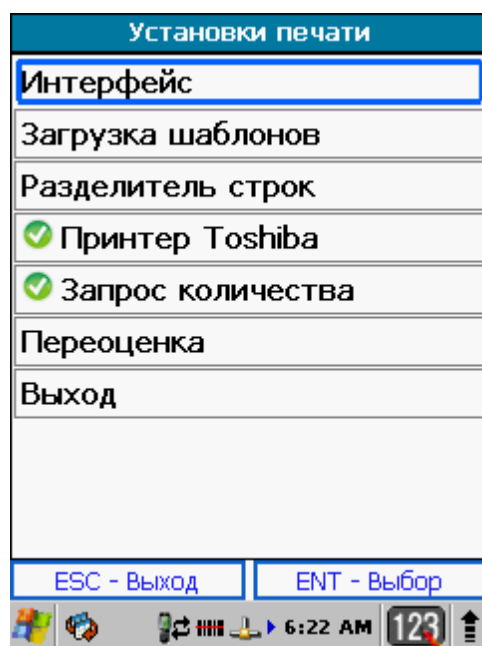 Установки печати
Интерфейс
Загрузка шаблонов
Разделитель строк
Принтер Toshiba
Запрос количества
Переоценка
Выход
ESC - Выход ENT - Выбор
6:22 AM 123